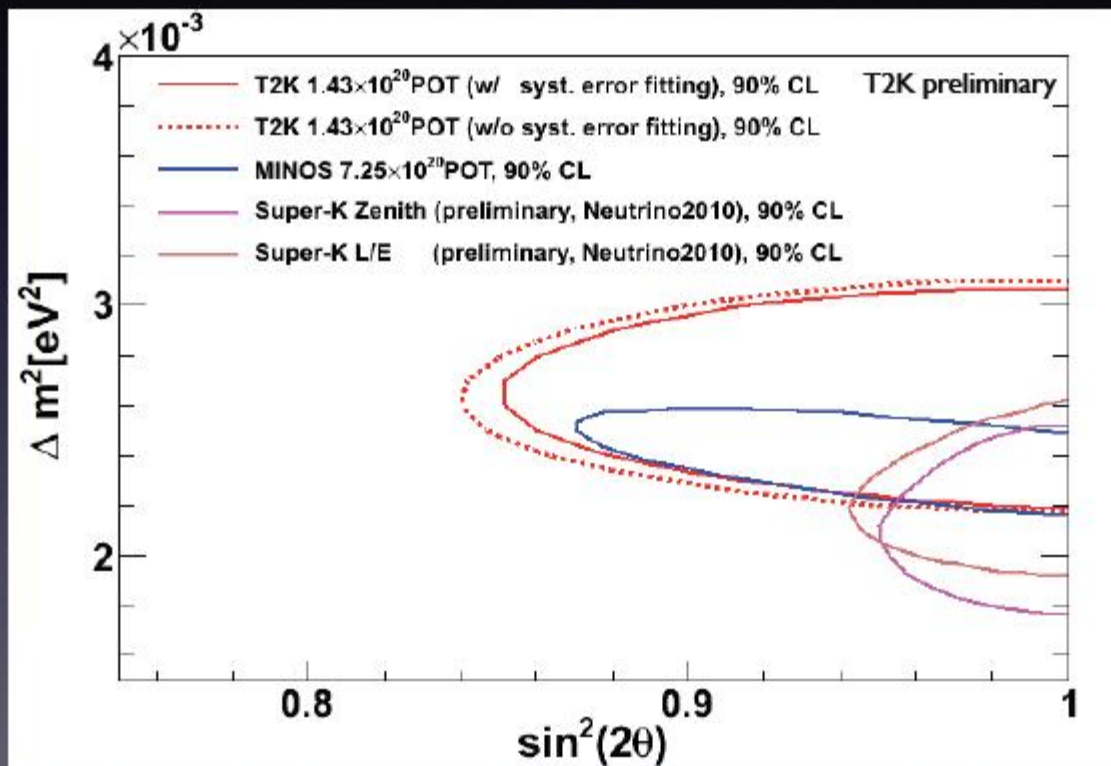 4 ×10⁻³
T2K 1.43×10²⁰POT (w/ syst. error fitting), 90% CL
T2K preliminary
T2K 1.43×10²⁰POT (w/o syst. error fitting), 90% CL
MINOS 7.25×10²⁰POT, 90% CL
Super-K Zenith (preliminary, Neutrino2010), 90% CL
Super-K L/E (preliminary, Neutrino2010), 90% CL
Δ m²[eV²]
3
2
0.8 0.9 1
sin²(2θ)